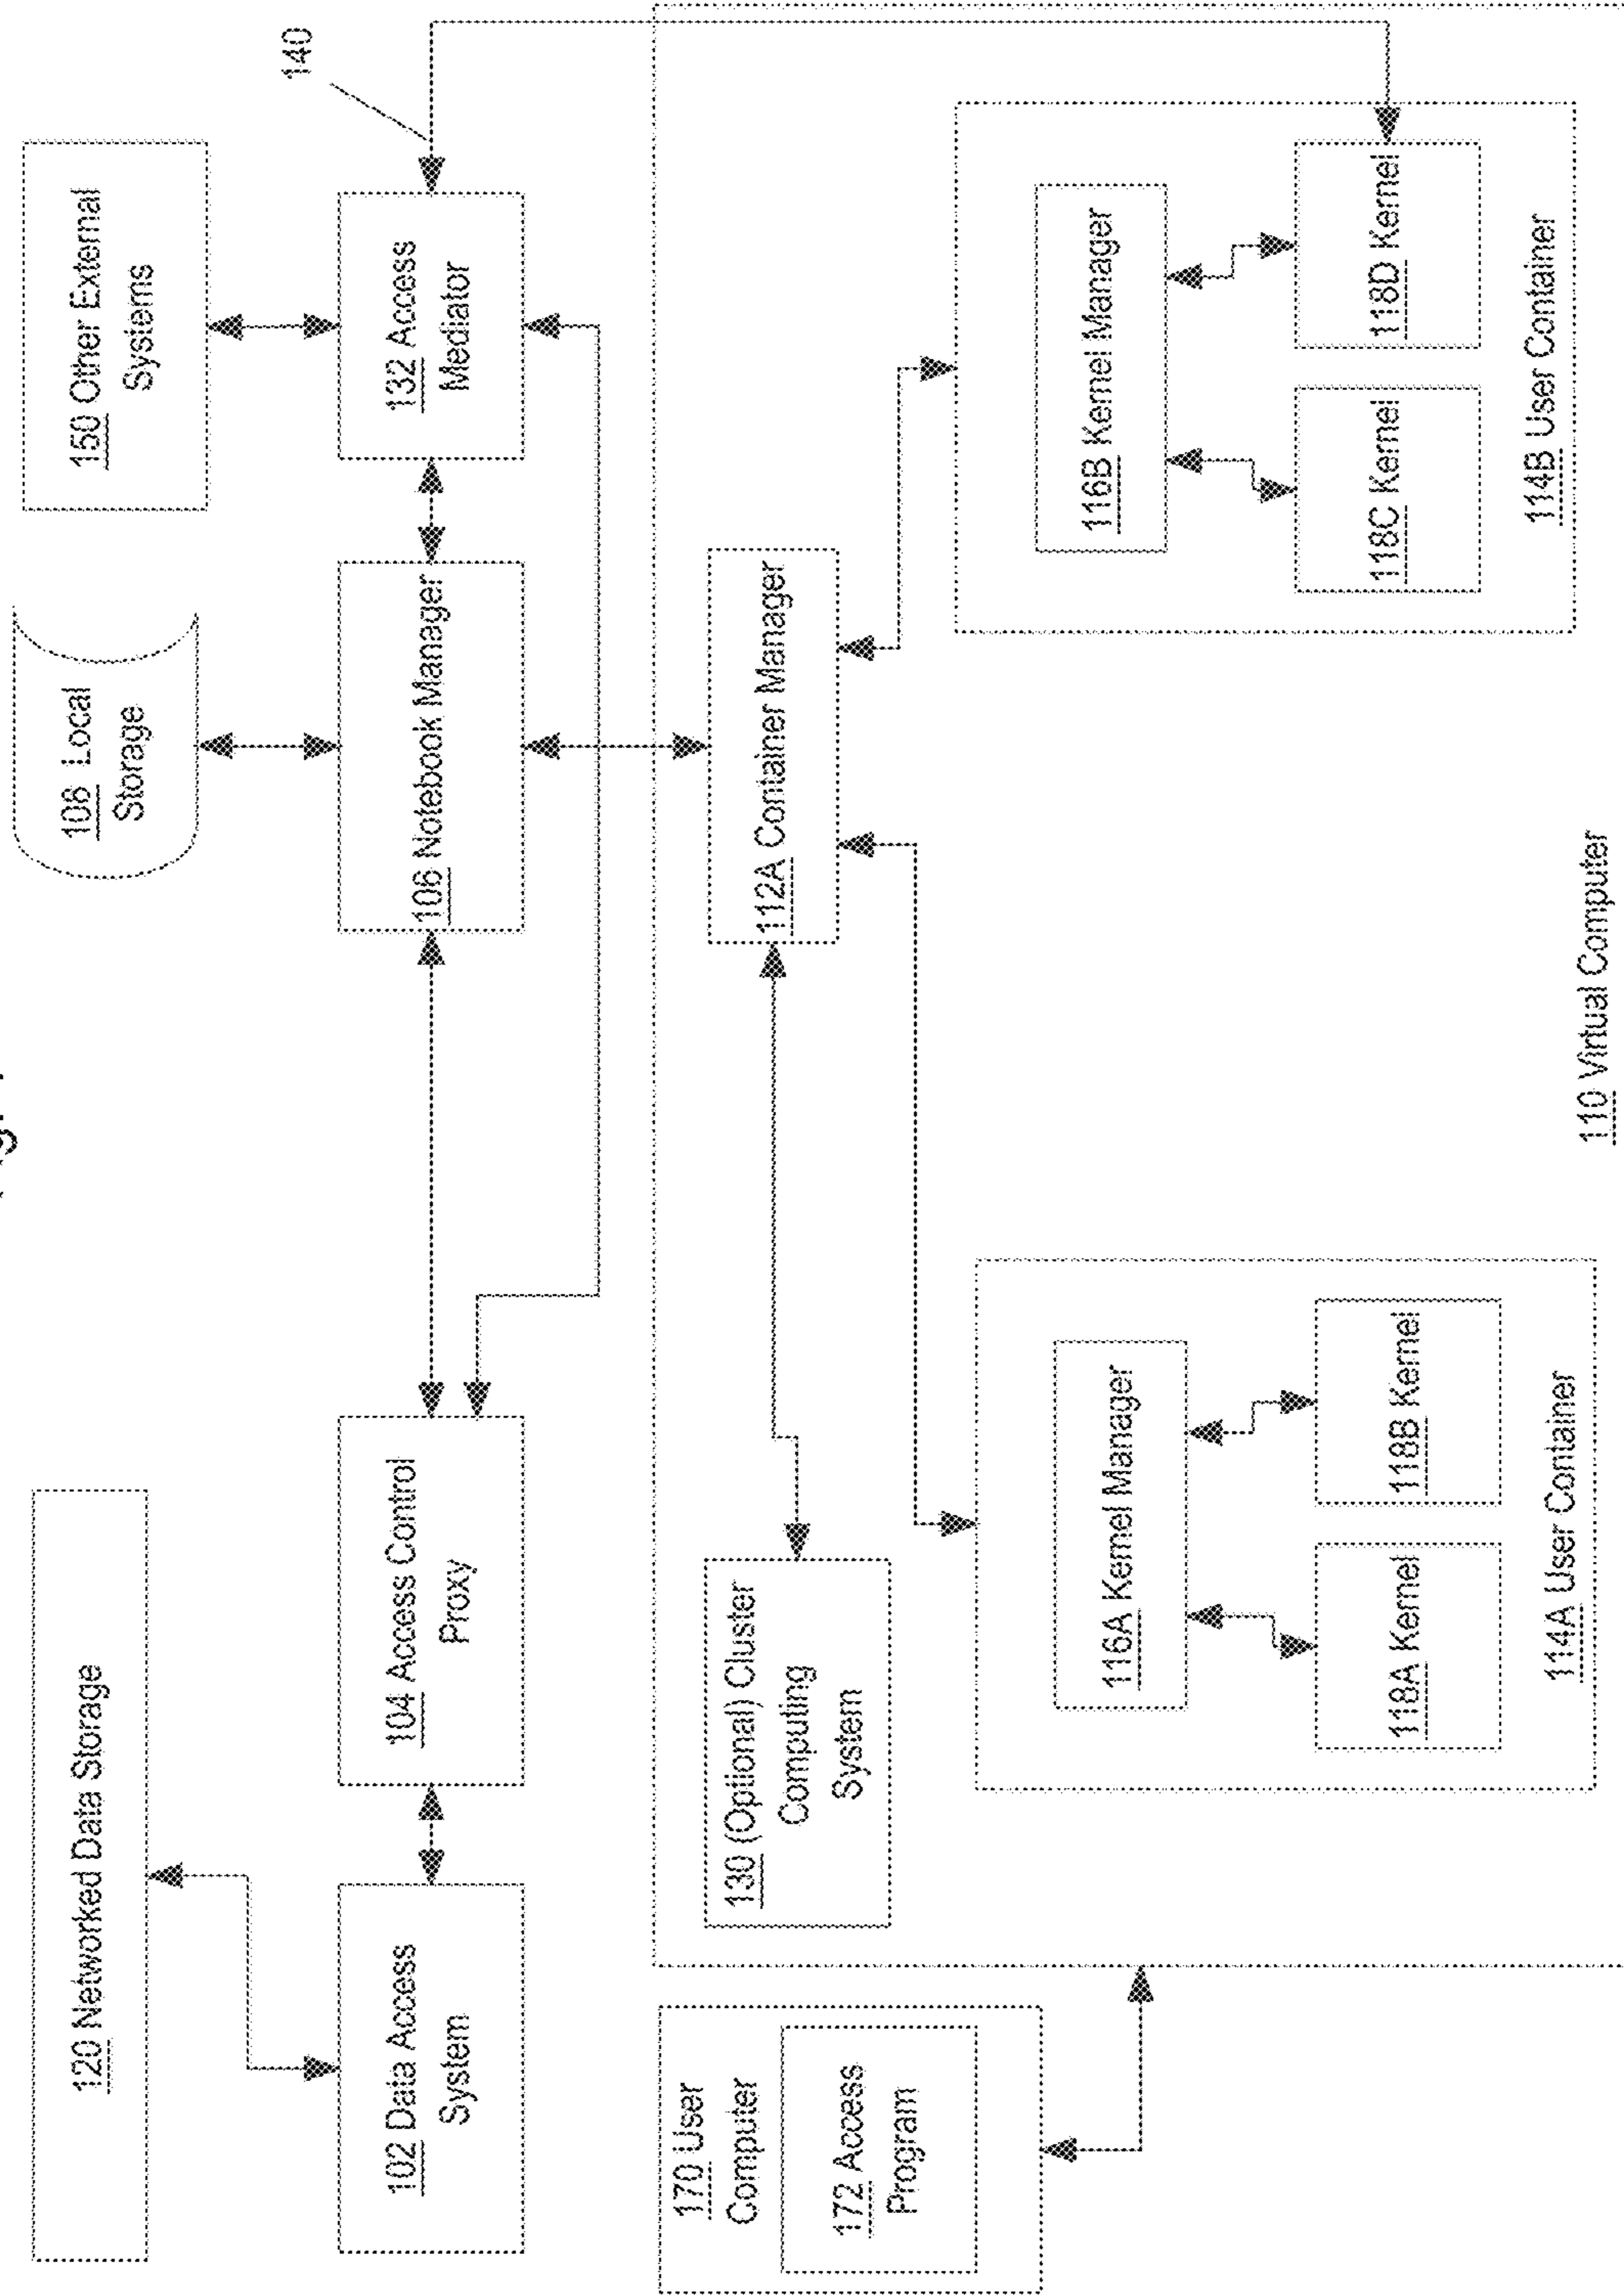 120 Networked Data Storage
108 Local
Storage
150 Other External
Systems
140
102 Data Access
System
104 Access Control
Proxy
106 Notebook Manager
132 Access
Mediator
170 User
Computer
172 Access
Program
130 (Optional) Cluster
Computing
System
112A Container Manager
116A Kernel Manager
118A Kernel
118B Kernel
114A User Container
116B Kernel Manager
118C Kernel
118D Kernel
114B User Container
110 Virtual Computer